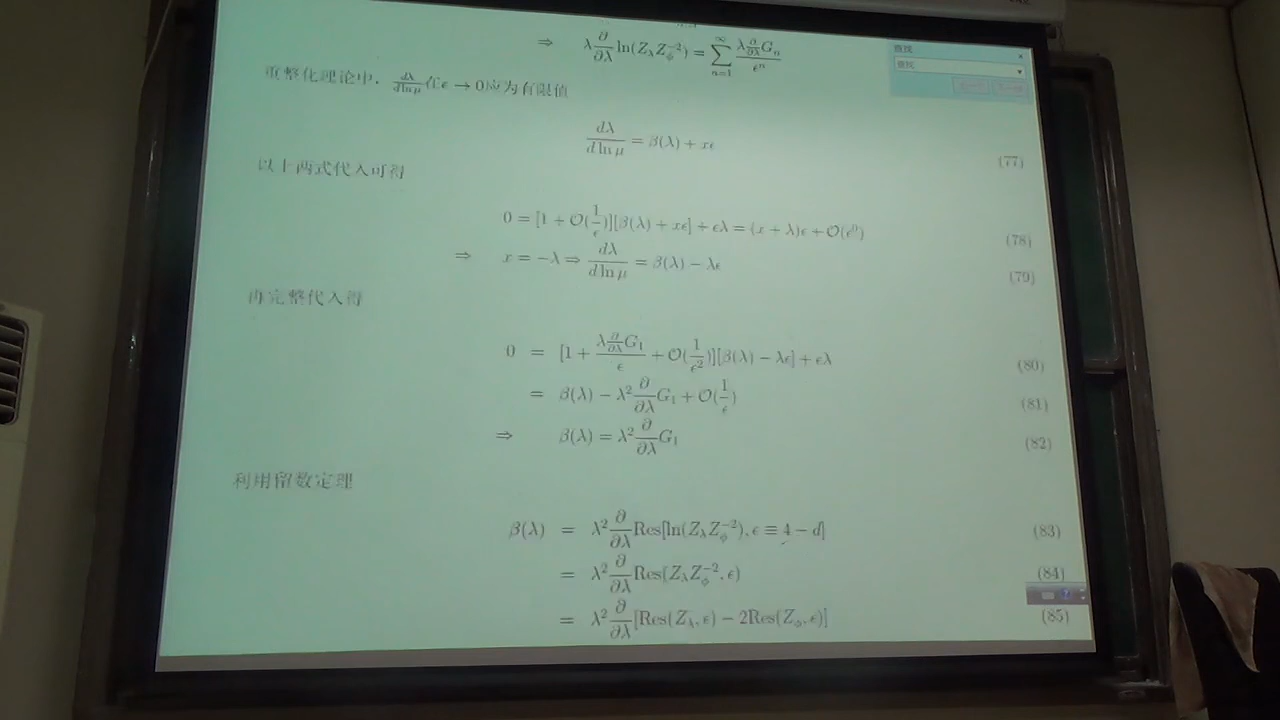 ⇒ λ ∂/∂λ ln(Z_λ Z_φ^{-2}) = ∑_{n=1}^{∞} (λ ∂/∂λ G_n)/ε^n
查找
查找
重整化理论中, dλ/d ln μ 在 ε → 0 应为有限值
dλ/d ln μ = β(λ) + xε (77)
以上两式代入可得
0 = [1 + O(1/ε)][β(λ) + xε] + ελ = (x + λ)ε + O(ε^0) (78)
⇒ x = −λ ⇒ dλ/d ln μ = β(λ) − λε (79)
再完整代入得
0 = [1 + (λ ∂/∂λ G_1)/ε + O(1/ε^2)][β(λ) − λε] + ελ (80)
= β(λ) − λ^2 ∂/∂λ G_1 + O(1/ε) (81)
⇒ β(λ) = λ^2 ∂/∂λ G_1 (82)
利用留数定理
β(λ) = λ^2 ∂/∂λ Res[ln(Z_λ Z_φ^{-2}), ε ≡ 4 − d] (83)
= λ^2 ∂/∂λ Res(Z_λ Z_φ^{-2}, ε) (84)
= λ^2 ∂/∂λ [Res(Z_λ, ε) − 2Res(Z_φ, ε)] (85)